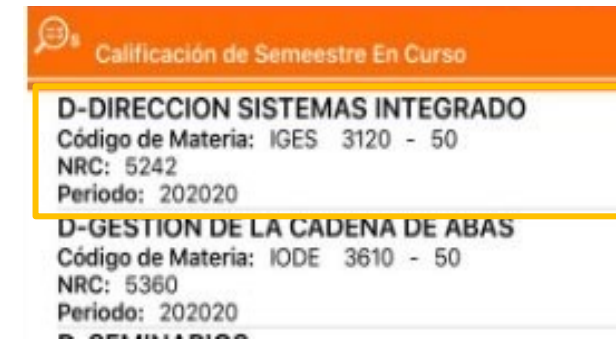 Calificación de Semeestre En Curso
D-DIRECCION SISTEMAS INTEGRADO
Código de Materia: IGES 3120 - 50
NRC: 5242
Periodo: 202020
D-GESTION DE LA CADENA DE ABAS
Código de Materia: IODE 3610 - 50
NRC: 5360
Periodo: 202020
D-SEMINARIOS